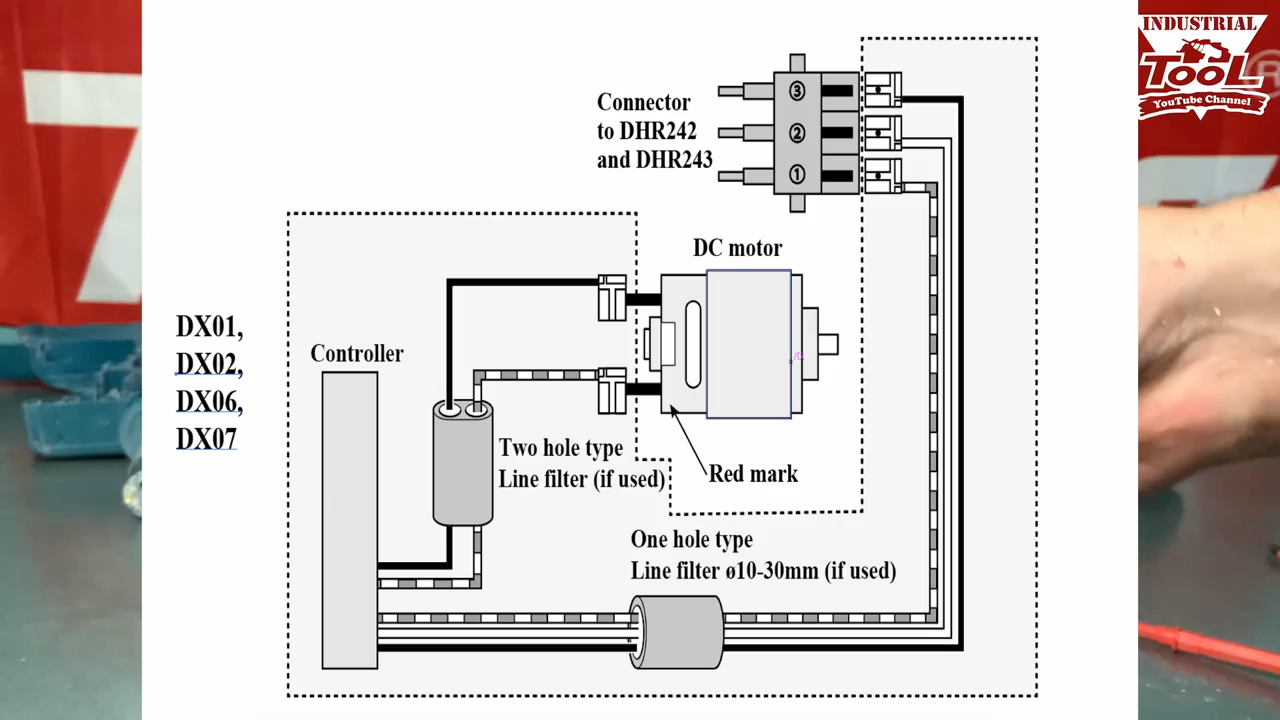 INDUSTRIAL
TOOL
YouTube Channel
Connector
to DHR242
and DHR243
3
2
1
DC motor
DX01,
DX02,
DX06,
DX07
Controller
Two hole type
Line filter (if used)
Red mark
One hole type
Line filter ø10-30mm (if used)